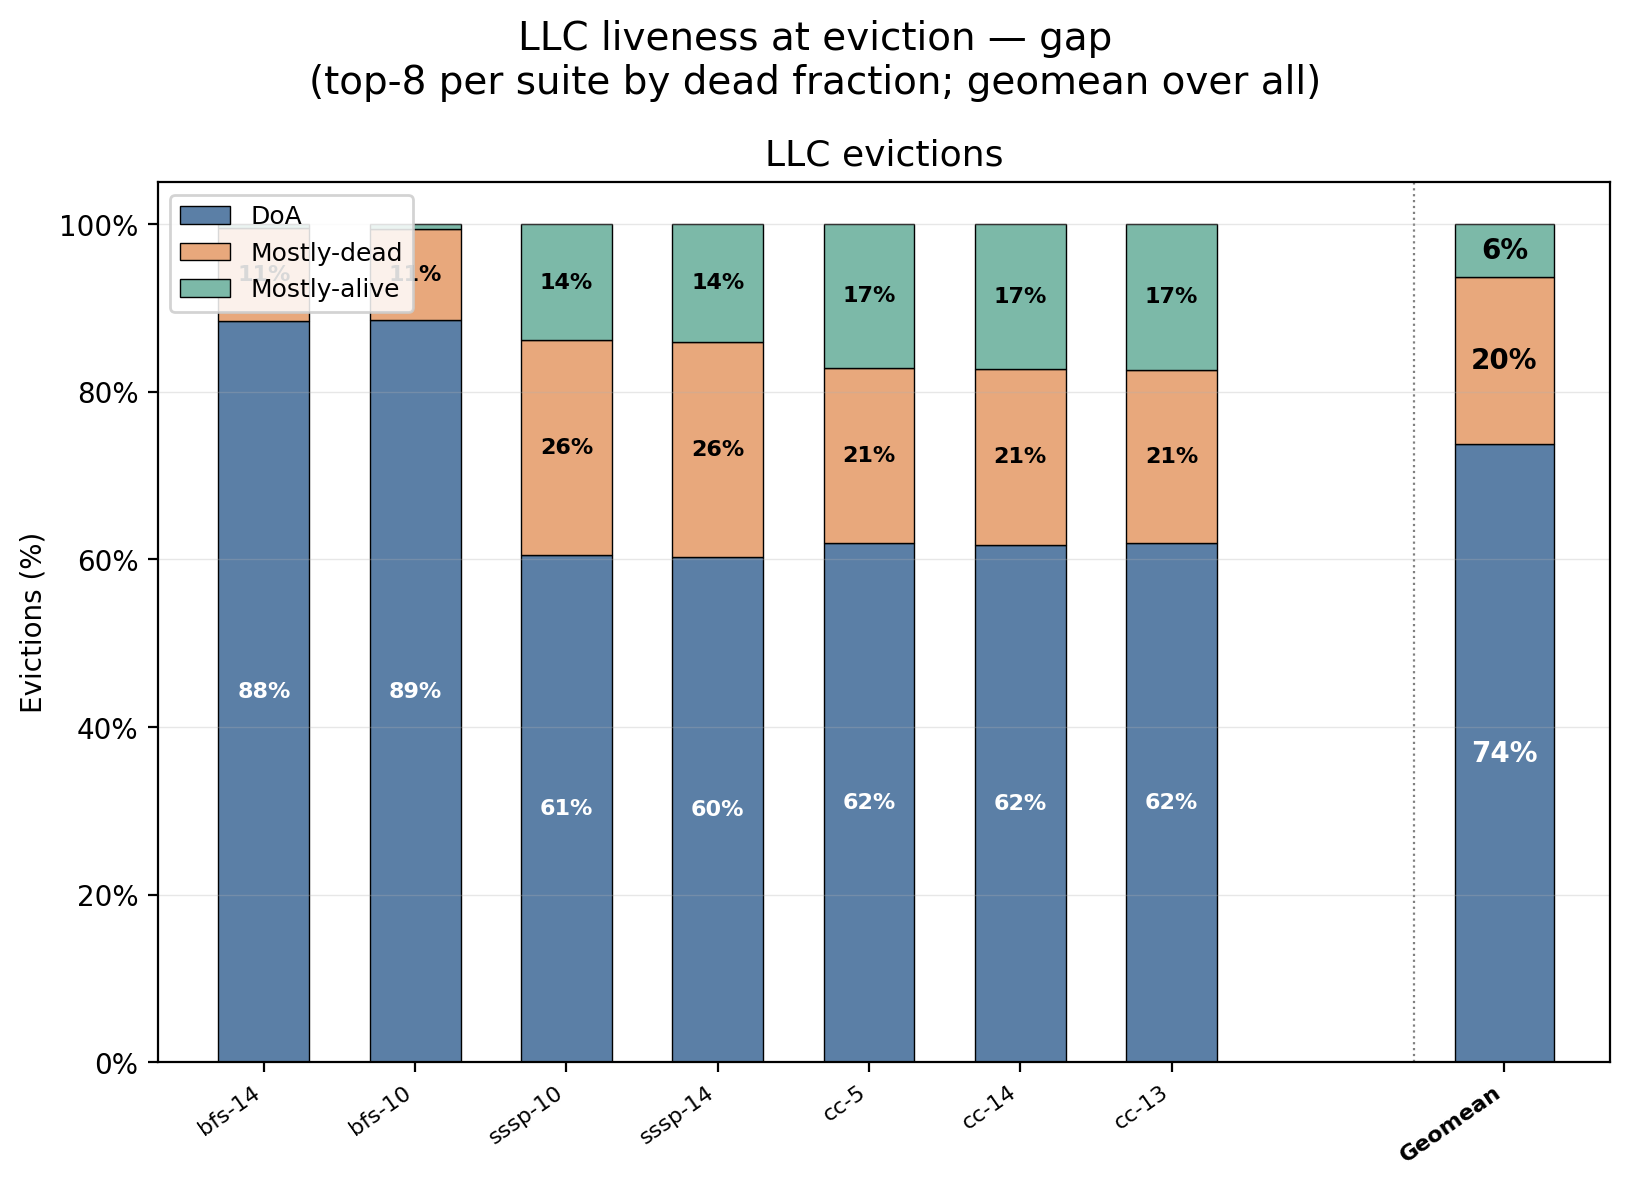 LLC liveness at eviction — gap
(top-8 per suite by dead fraction; geomean over all)
LLC evictions
DoA
Mostly-dead
Mostly-alive
Evictions (%)
100%
80%
60%
40%
20%
0%
11%
88%
11%
89%
14%
26%
61%
14%
26%
60%
17%
21%
62%
17%
21%
62%
17%
21%
62%
6%
20%
74%
bfs-14
bfs-10
sssp-10
sssp-14
cc-5
cc-14
cc-13
Geomean